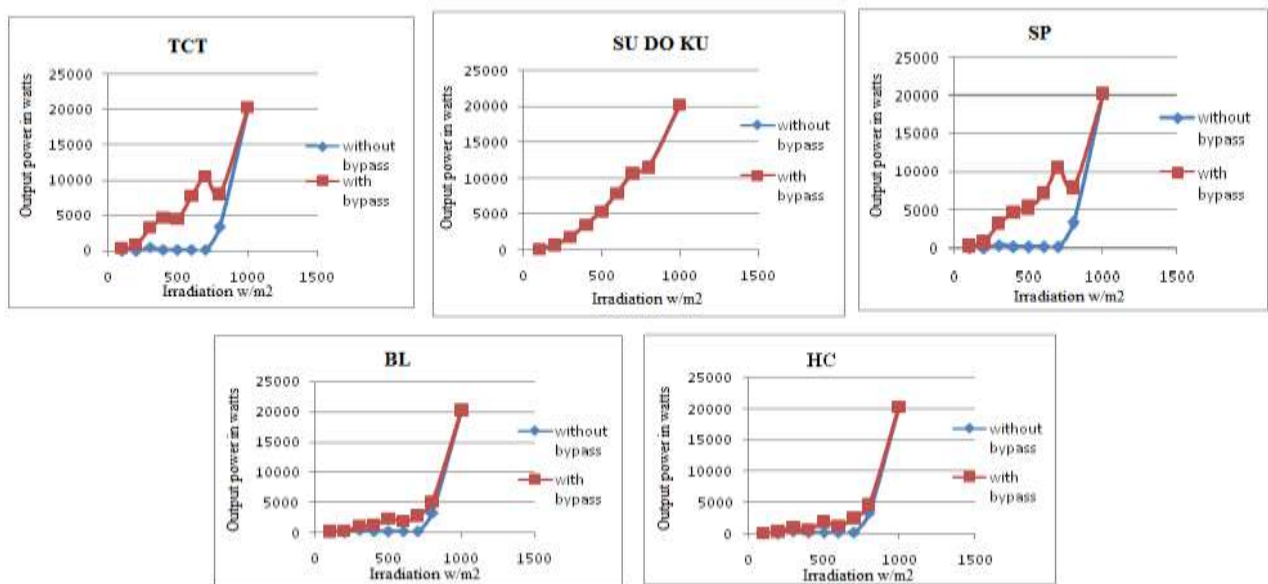 TCT
Output power in watts
25000
20000
15000
10000
5000
0
0 500 1000 1500
Irradiation w/m2
without
bypass
with
bypass
SU DO KU
Output power in watts
25000
20000
15000
10000
5000
0
0 500 1000 1500
Irradiation w/m2
without
bypass
with
bypass
SP
Output power in watts
25000
20000
15000
10000
5000
0
0 500 1000 1500
Irradiation w/m2
without
bypass
with
bypass
BL
Output power in watts
25000
20000
15000
10000
5000
0
0 500 1000 1500
Irradiation w/m2
without
bypass
with
bypass
HC
Output power in watts
25000
20000
15000
10000
5000
0
0 500 1000 1500
Irradiation w/m2
without
bypass
with
bypass